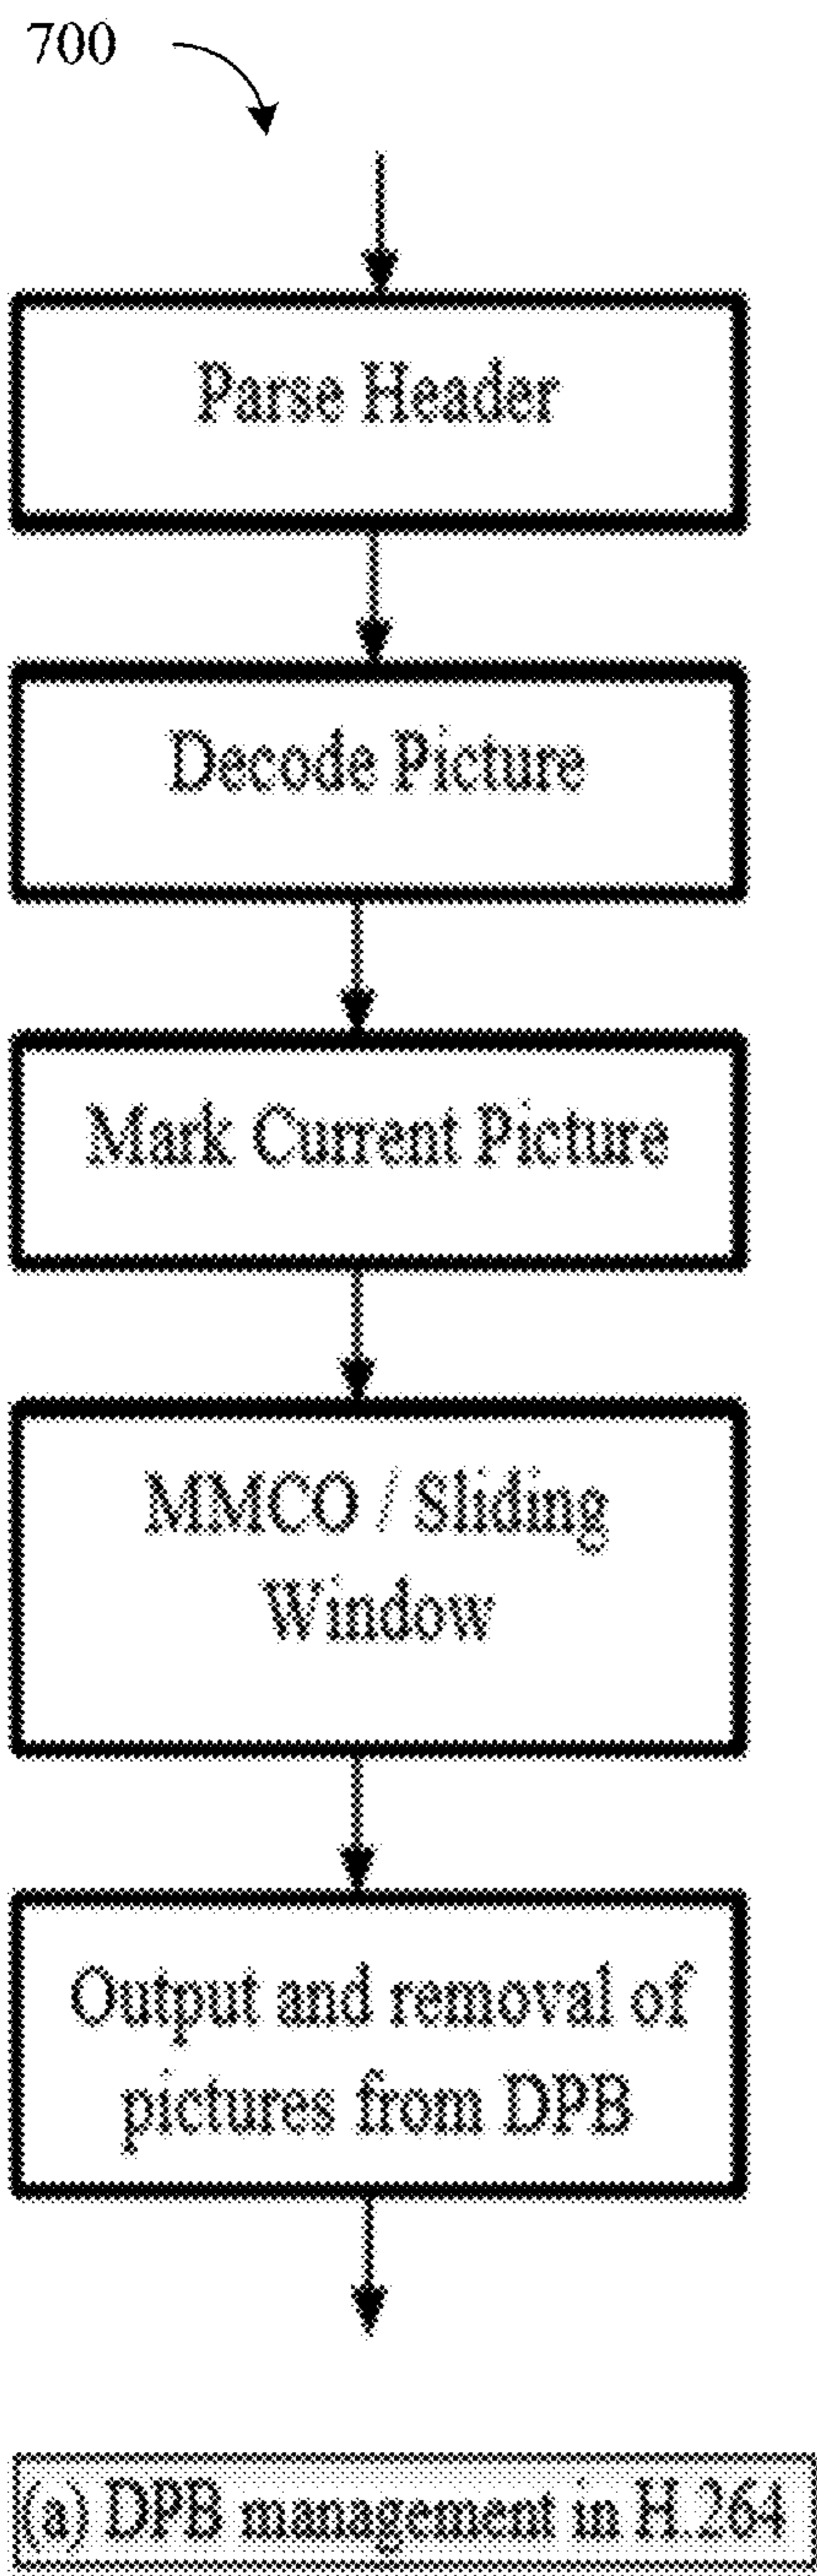 700
Parse Header
Decode Picture
Mark Current Picture
MMCO / Sliding
Window
Output and removal of
pictures from DPB
(a) DPB management in H.264